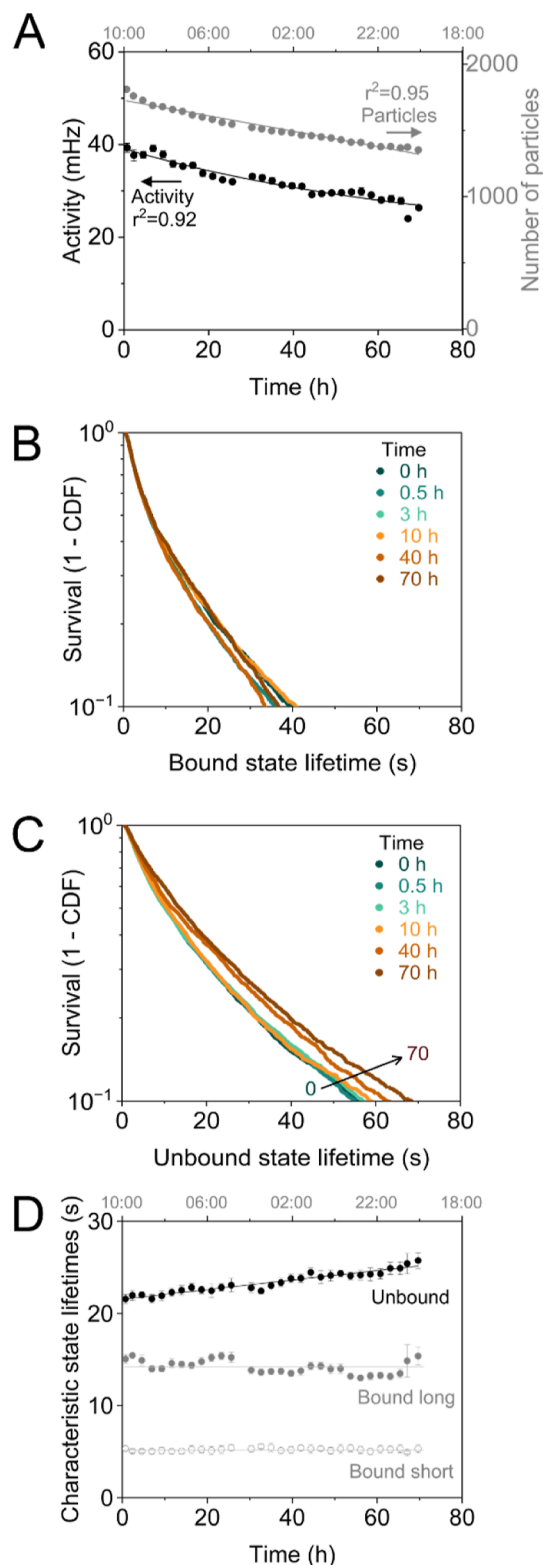 A
10:00 06:00 02:00 22:00 18:00
60
40
20
0
Activity (mHz)
r²=0.95
Particles
Activity
r²=0.92
2000
1000
0
Number of particles
0 20 40 60 80
Time (h)
B
10⁰
10⁻¹
Survival (1 - CDF)
Time
0 h
0.5 h
3 h
10 h
40 h
70 h
0 20 40 60 80
Bound state lifetime (s)
C
10⁰
10⁻¹
Survival (1 - CDF)
Time
0 h
0.5 h
3 h
10 h
40 h
70 h
70
0
0 20 40 60 80
Unbound state lifetime (s)
D
10:00 06:00 02:00 22:00 18:00
30
20
10
0
Characteristic state lifetimes (s)
Unbound
Bound long
Bound short
0 20 40 60 80
Time (h)